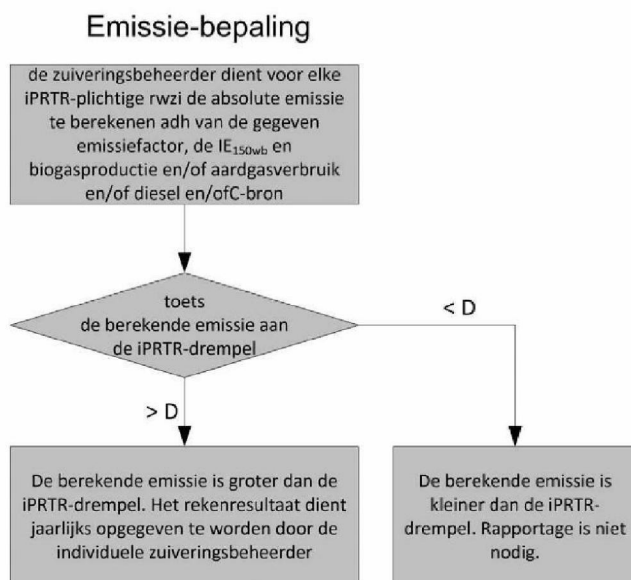 Emissie-bepaling
de zuiveringsbeheerder dient voor elke
iPRTR-plichtige rwzi de absolute emissie
te berekenen adh van de gegeven
emissiefactor, de IE150wb en
biogasproductie en/of aardgasverbruik
en/of diesel en/ofC-bron
toets
de berekende emissie aan
de iPRTR-drempel
< D
> D
De berekende emissie is groter dan de
iPRTR-drempel. Het rekenresultaat dient
jaarlijks opgegeven te worden door de
individuele zuiveringsbeheerder
De berekende emissie is
kleiner dan de iPRTR-
drempel. Rapportage is niet
nodig.